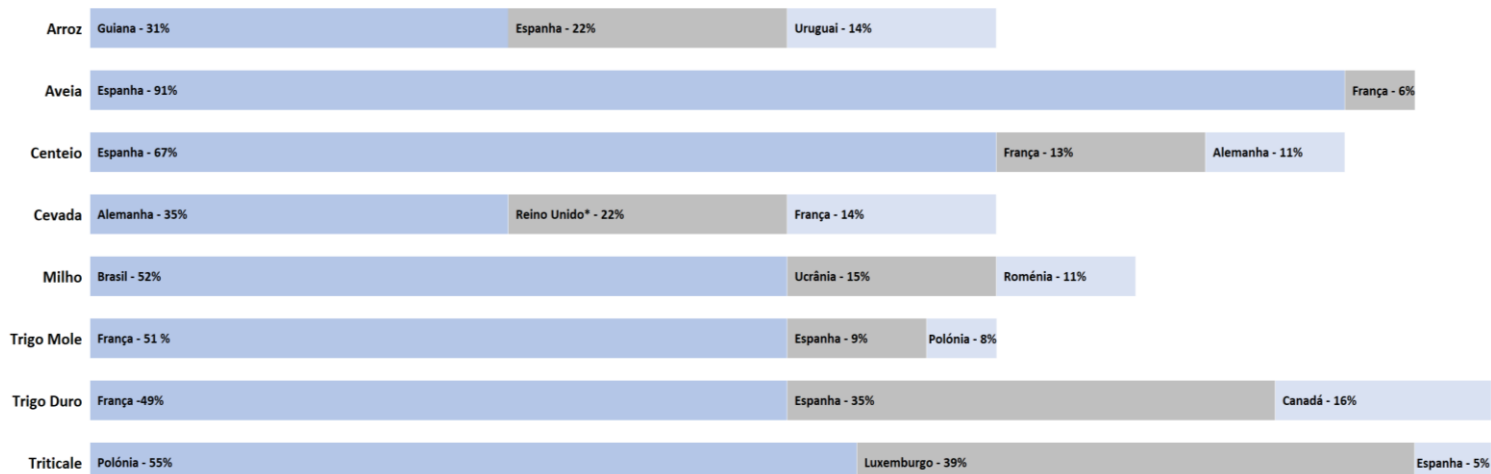 Arroz Guiana - 31% Espanha - 22% Uruguai - 14%
Aveia Espanha - 91% França - 6%
Centeio Espanha - 67% França - 13% Alemanha - 11%
Cevada Alemanha - 35% Reino Unido* - 22% França - 14%
Milho Brasil - 52% Ucrânia - 15% Roménia - 11%
Trigo Mole França - 51 % Espanha - 9% Polónia - 8%
Trigo Duro França -49% Espanha - 35% Canadá - 16%
Triticale Polónia - 55% Luxemburgo - 39% Espanha - 5%